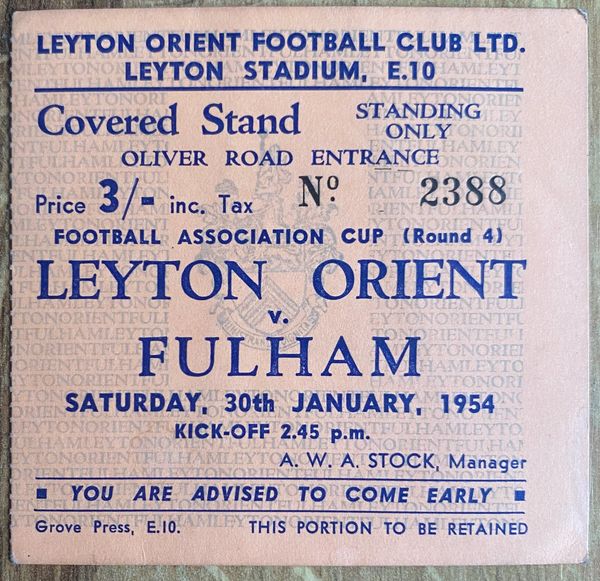 LEYTON ORIENT FOOTBALL CLUB LTD.
LEYTON STADIUM, E.10
Covered Stand STANDING ONLY
OLIVER ROAD ENTRANCE
Price 3/- inc. Tax Nº. 2388
FOOTBALL ASSOCIATION CUP (Round 4)
LEYTON ORIENT
v.
FULHAM
SATURDAY, 30th JANUARY, 1954
KICK-OFF 2.45 p.m.
A. W. A. STOCK, Manager
YOU ARE ADVISED TO COME EARLY
Grove Press, E.10. THIS PORTION TO BE RETAINED